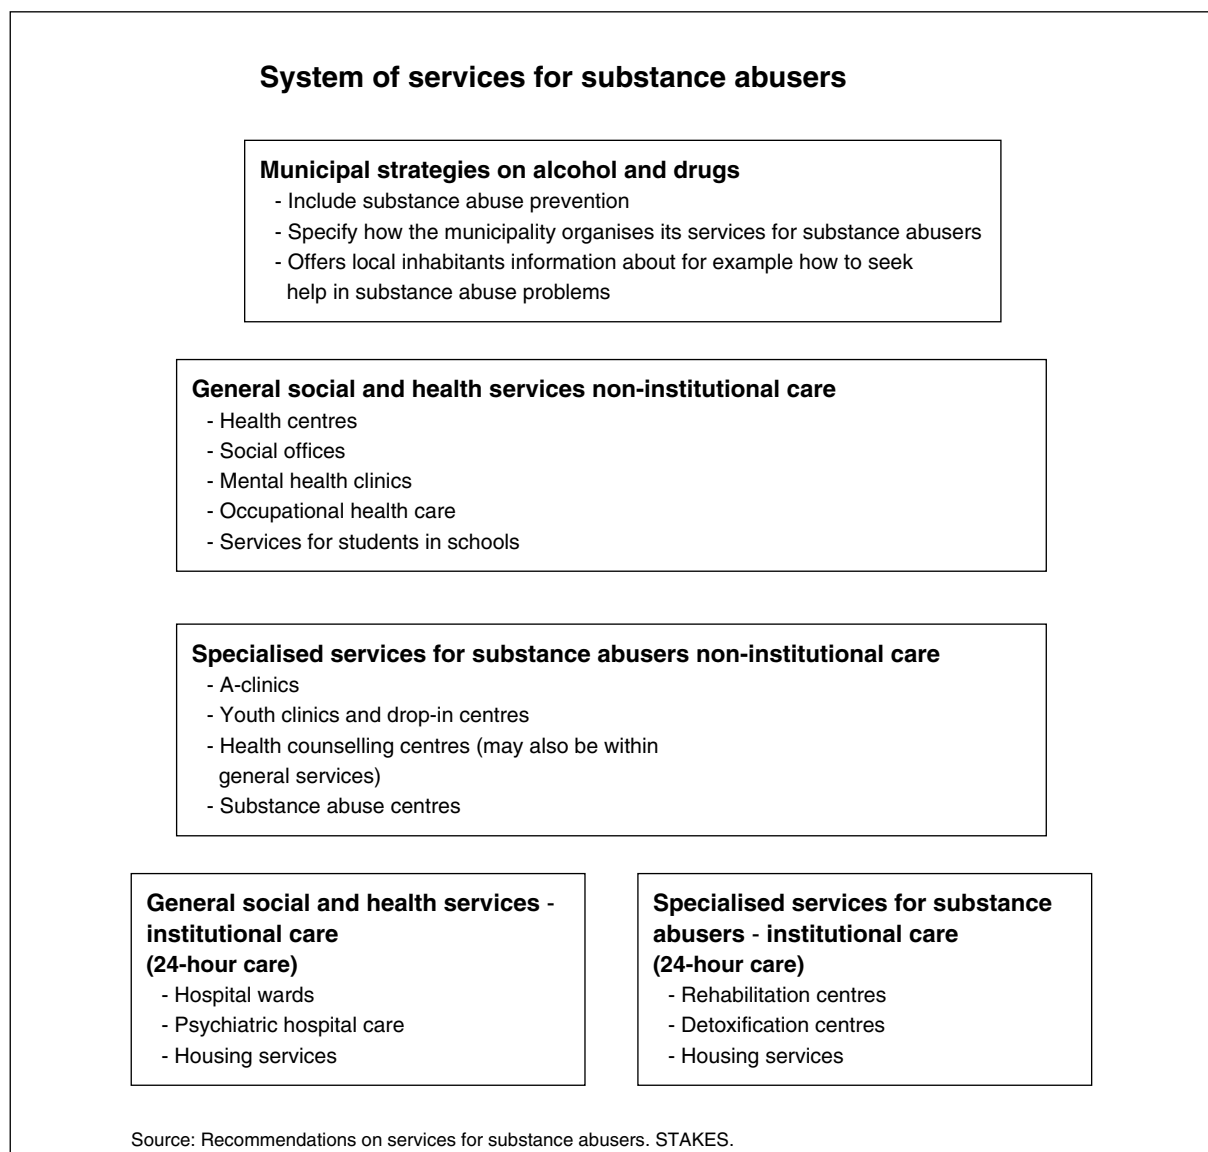 System of services for substance abusers
Municipal strategies on alcohol and drugs
- Include substance abuse prevention
- Specify how the municipality organises its services for substance abusers
- Offers local inhabitants information about for example how to seek
help in substance abuse problems
General social and health services non-institutional care
- Health centres
- Social offices
- Mental health clinics
- Occupational health care
- Services for students in schools
Specialised services for substance abusers non-institutional care
- A-clinics
- Youth clinics and drop-in centres
- Health counselling centres (may also be within
general services)
- Substance abuse centres
General social and health services -
institutional care
(24-hour care)
- Hospital wards
- Psychiatric hospital care
- Housing services
Specialised services for substance
abusers - institutional care
(24-hour care)
- Rehabilitation centres
- Detoxification centres
- Housing services
Source: Recommendations on services for substance abusers. STAKES.